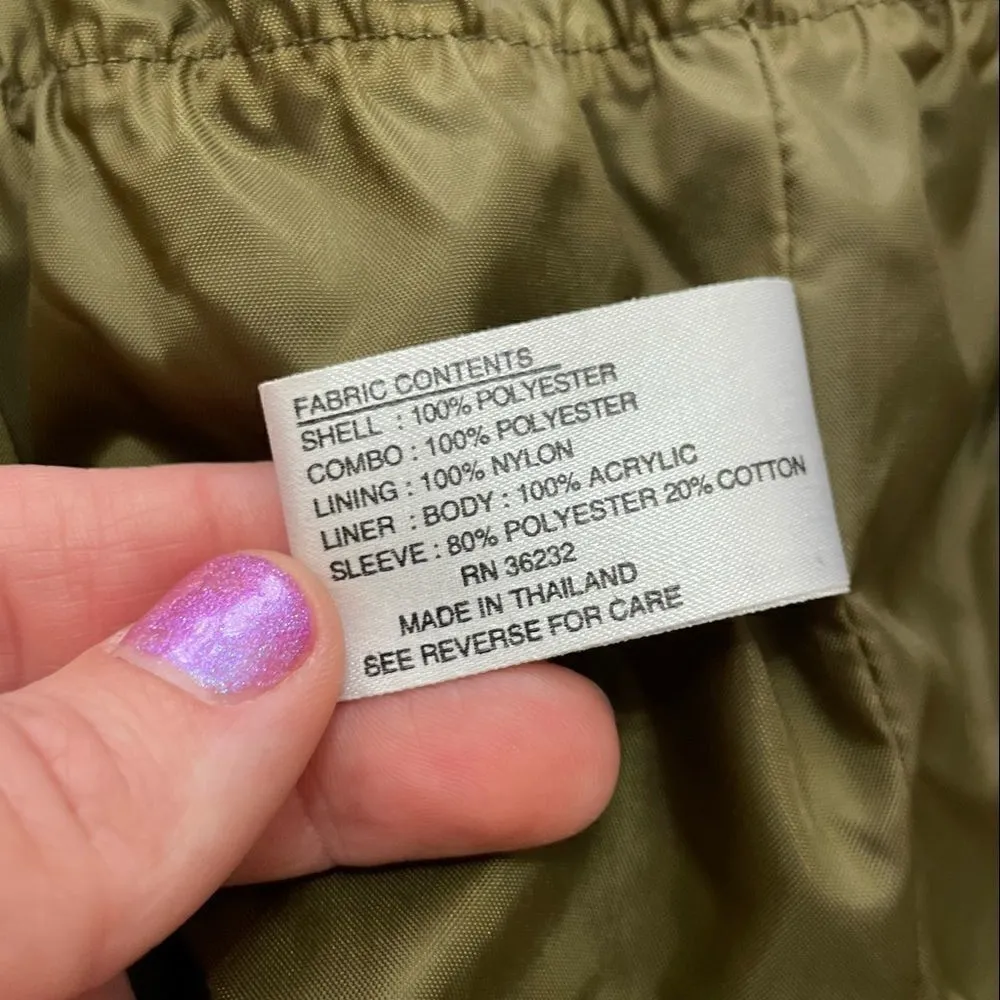 FABRIC CONTENTS
SHELL : 100% POLYESTER
COMBO : 100% POLYESTER
LINING : 100% NYLON
LINER : BODY : 100% ACRYLIC
SLEEVE : 80% POLYESTER 20% COTTON
RN 36232
MADE IN THAILAND
SEE REVERSE FOR CARE